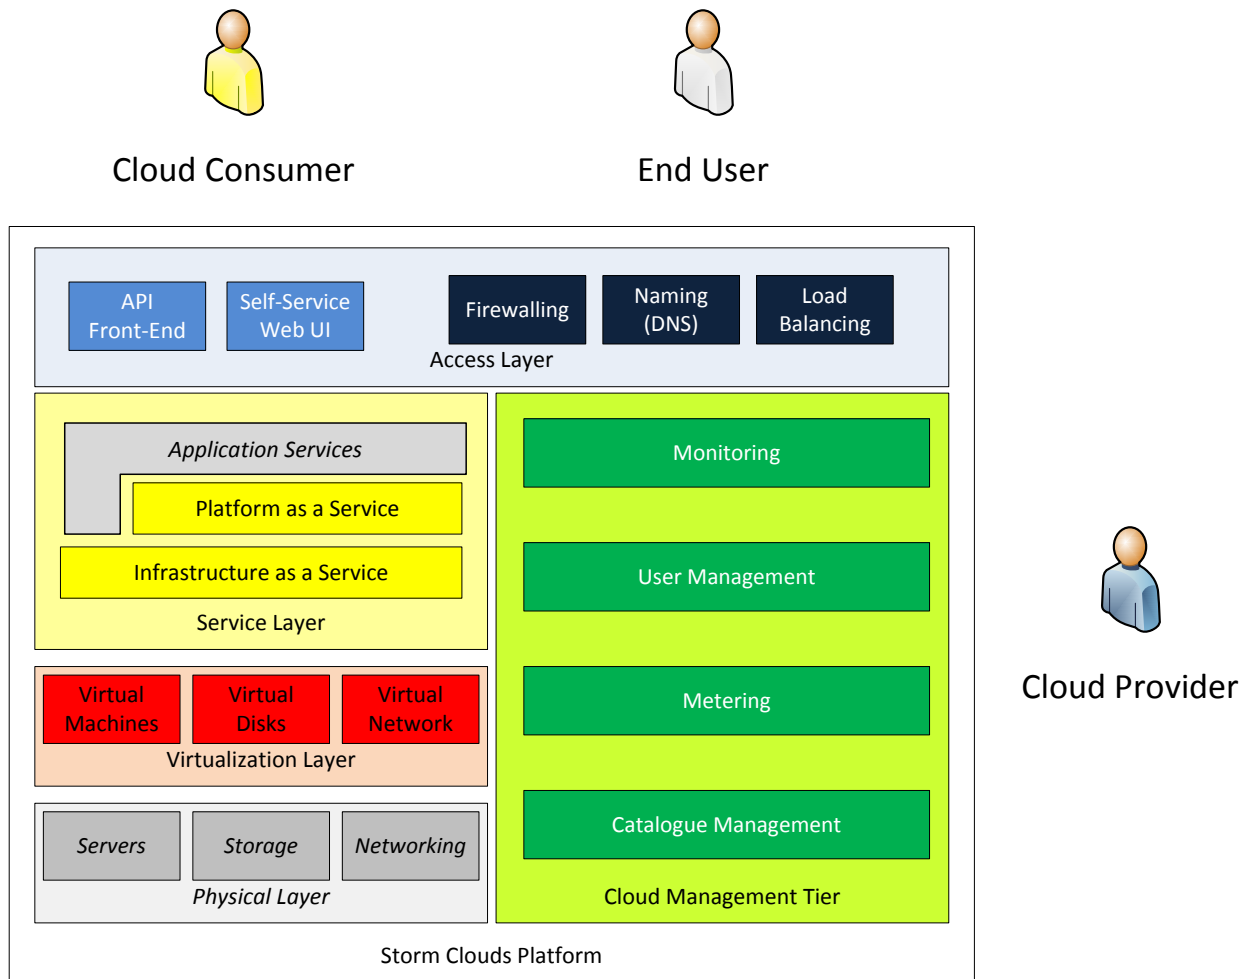 Cloud Consumer
End User
API
Front-End
Self-Service
Web UI
Firewalling
Naming
(DNS)
Load
Balancing
Access Layer
Application Services
Platform as a Service
Infrastructure as a Service
Service Layer
Virtual
Machines
Virtual
Disks
Virtual
Network
Virtualization Layer
Servers
Storage
Networking
Physical Layer
Monitoring
User Management
Metering
Catalogue Management
Cloud Management Tier
Cloud Provider
Storm Clouds Platform